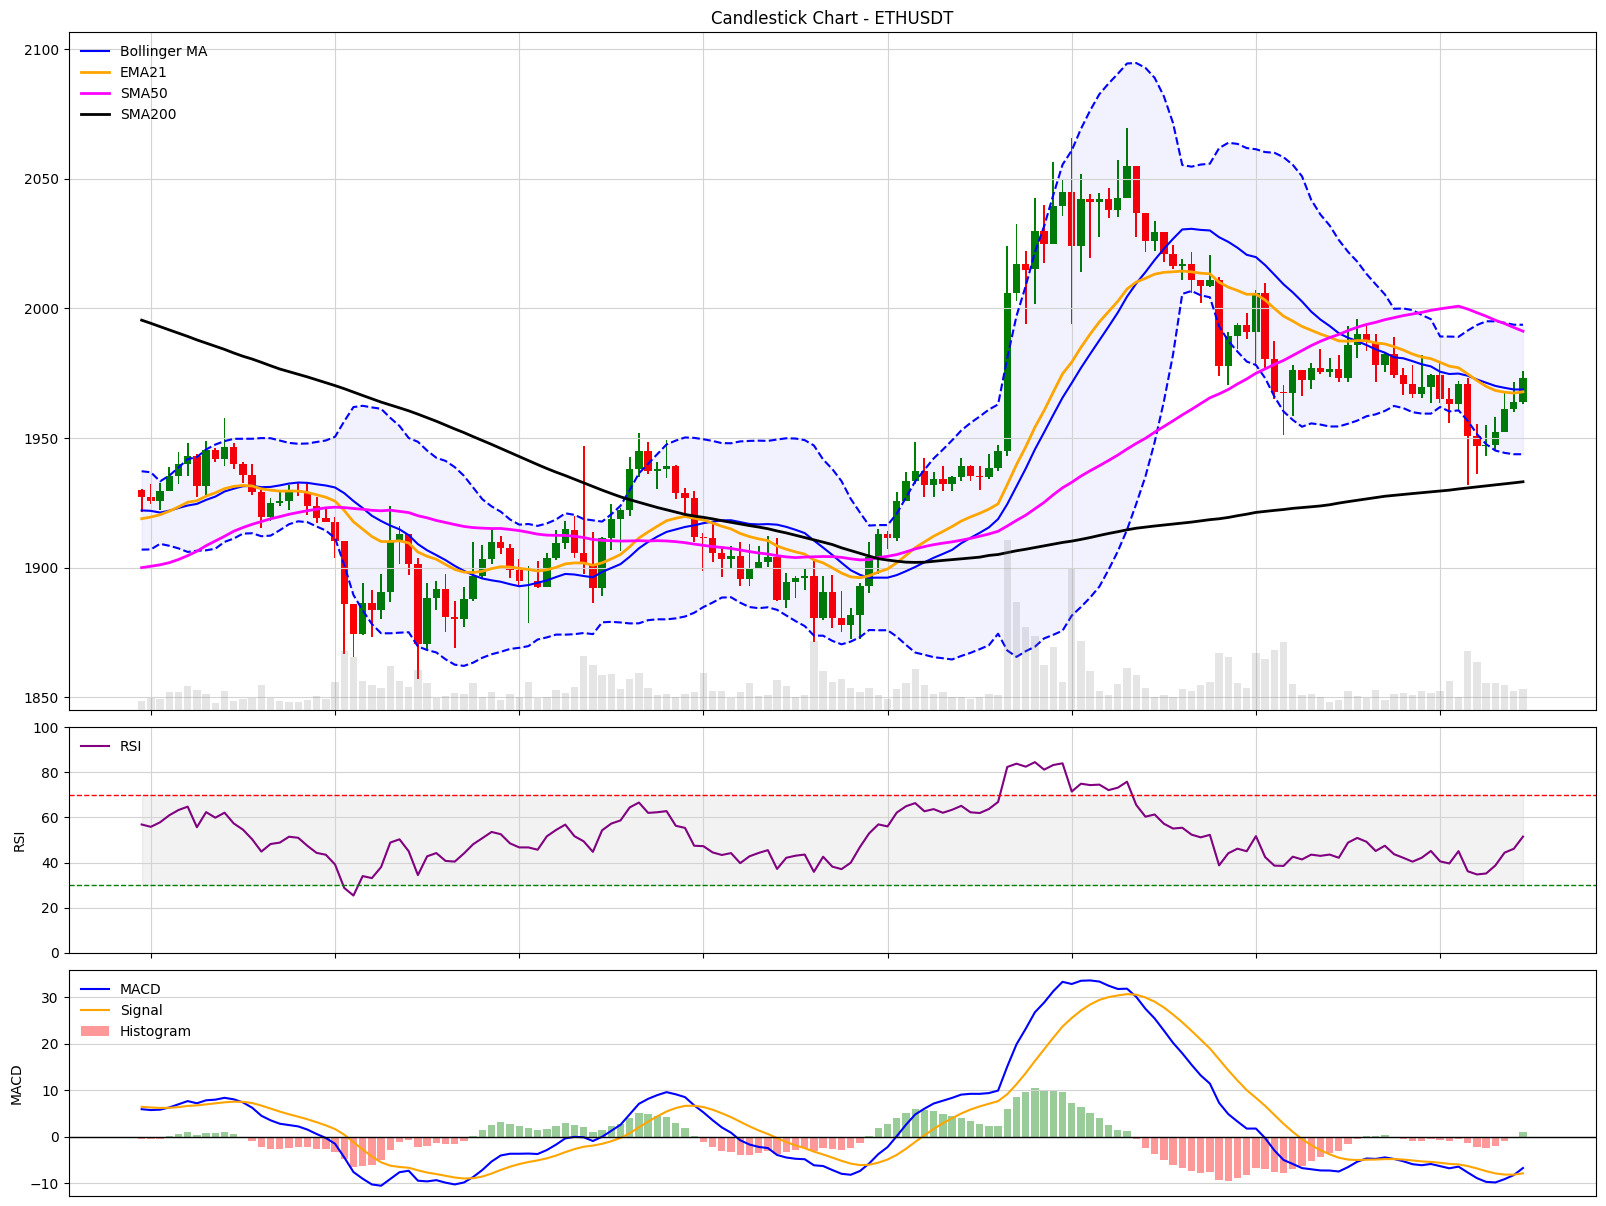 Candlestick Chart - ETHUSDT
Bollinger MA
EMA21
SMA50
SMA200
2100
2050
2000
1950
1900
1850
RSI
RSI
100
80
60
40
20
0
MACD
Signal
Histogram
MACD
30
20
10
0
−10